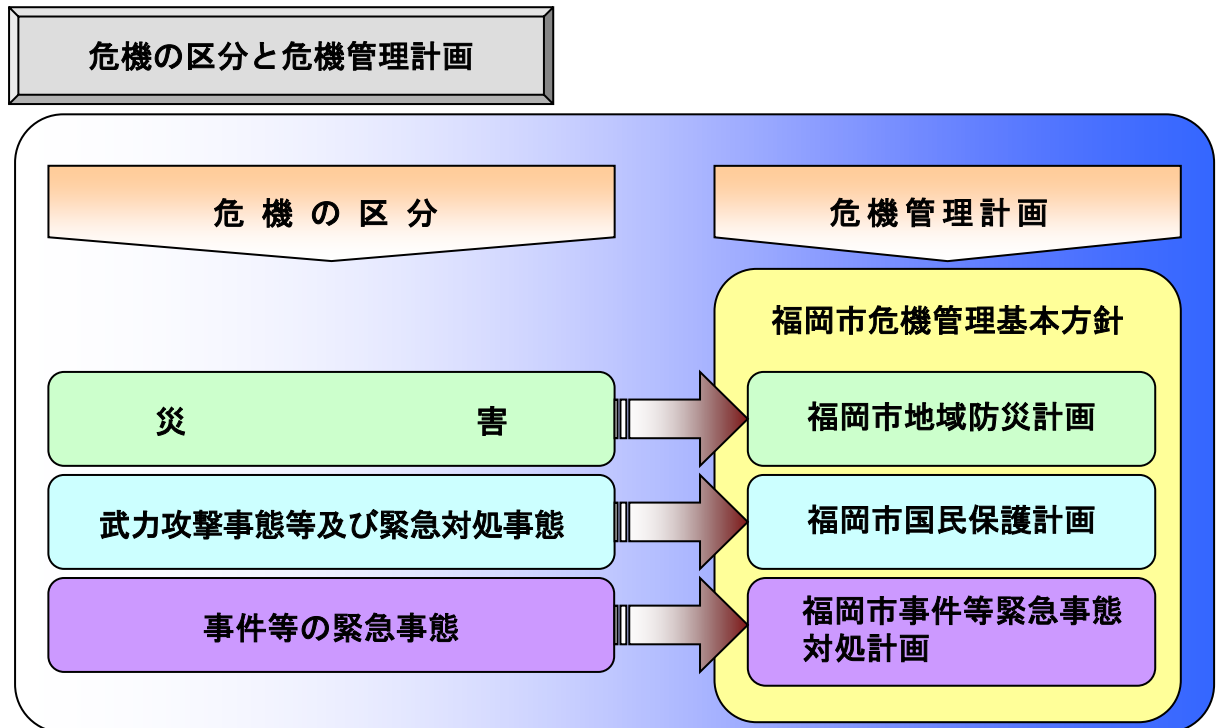 危機の区分と危機管理計画
危機の区分
危機管理計画
福岡市危機管理基本方針
災害
福岡市地域防災計画
武力攻撃事態等及び緊急対処事態
福岡市国民保護計画
事件等の緊急事態
福岡市事件等緊急事態
対処計画